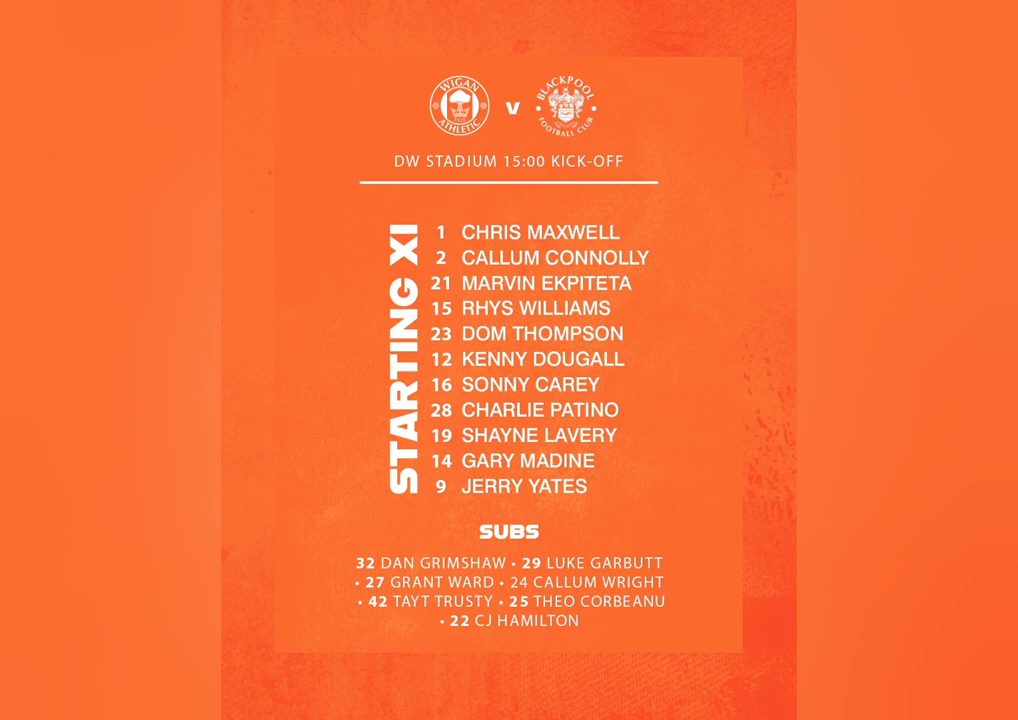 WIGAN
ATHLETIC
V
BLACKPOOL
FOOTBALL CLUB
DW STADIUM 15:00 KICK-OFF
STARTING XI
1 CHRIS MAXWELL
2 CALLUM CONNOLLY
21 MARVIN EKPITETA
15 RHYS WILLIAMS
23 DOM THOMPSON
12 KENNY DOUGALL
16 SONNY CAREY
28 CHARLIE PATINO
19 SHAYNE LAVERY
14 GARY MADINE
9 JERRY YATES
SUBS
32 DAN GRIMSHAW • 29 LUKE GARBUTT
• 27 GRANT WARD • 24 CALLUM WRIGHT
• 42 TAYT TRUSTY • 25 THEO CORBEANU
• 22 CJ HAMILTON